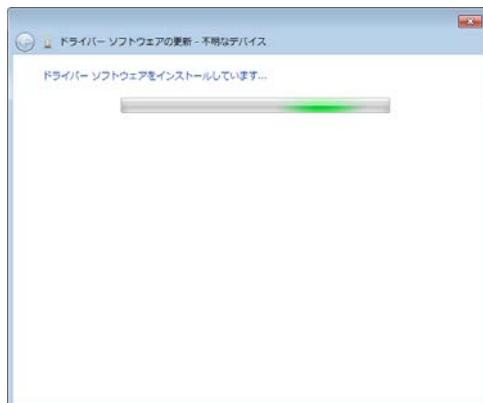 ドライバー ソフトウェアの更新 - 不明なデバイス
ドライバー ソフトウェアをインストールしています...